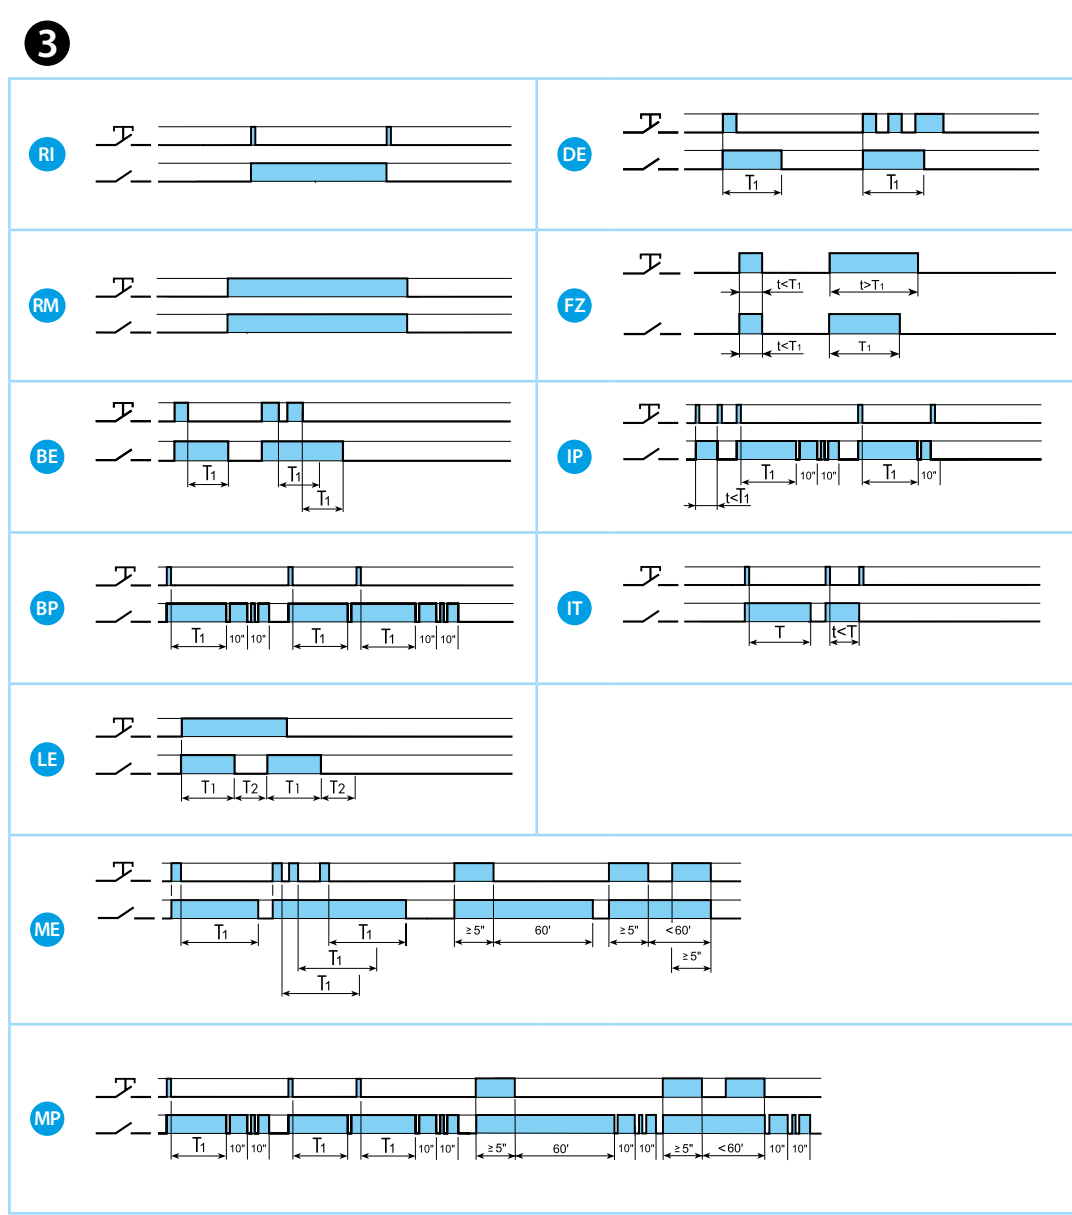 3
RI
DE
T1 T1
RM
FZ
t<T1 t>T1
t<T1 T1
BE
T1 T1
T1
IP
T1 10" 10" T1 10"
t<T1
BP
T1 10" 10" T1 T1 10" 10"
IT
T t<T
LE
T1 T2 T1 T2
ME
T1 T1 ≥5" 60' ≥5" <60'
T1 ≥5"
T1
MP
T1 10" 10" T1 T1 10" 10" ≥5" 60' 10" 10" ≥5" <60' 10" 10"